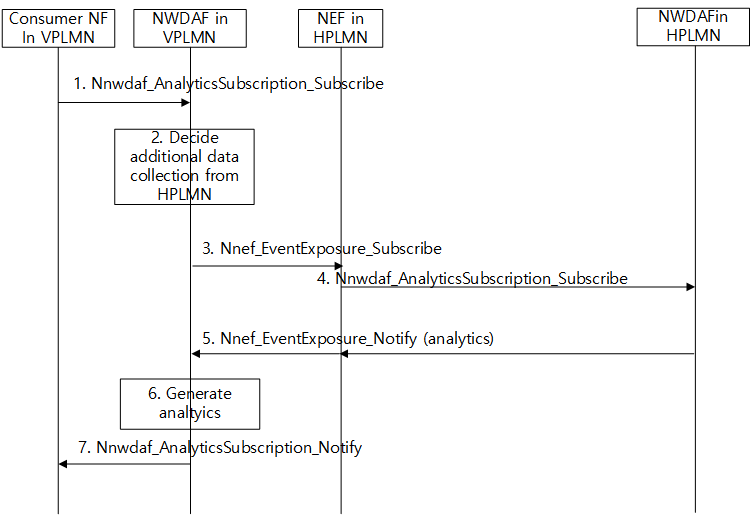 Consumer NF
In VPLMN
NWDAF in
VPLMN
NEF in
HPLMN
NWDAFin
HPLMN
1. Nnwdaf_AnalyticsSubscription_Subscribe
2. Decide
additional data
collection from
HPLMN
3. Nnef_EventExposure_Subscribe
4. Nnwdaf_AnalyticsSubscription_Subscribe
5. Nnef_EventExposure_Notify (analytics)
6. Generate
analtyics
7. Nnwdaf_AnalyticsSubscription_Notify